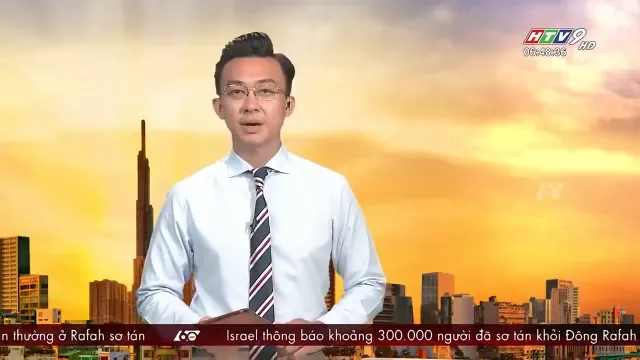 HTV9 HD
06:48:36
n thường ở Rafah sơ tán 60 Israel thông báo khoảng 300.000 người đã sơ tán khỏi Đông Rafah